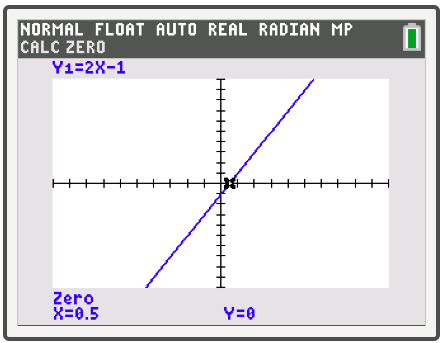 NORMAL FLOAT AUTO REAL RADIAN MP
CALC ZERO
Y₁=2X-1
Zero
X=0.5 Y=0